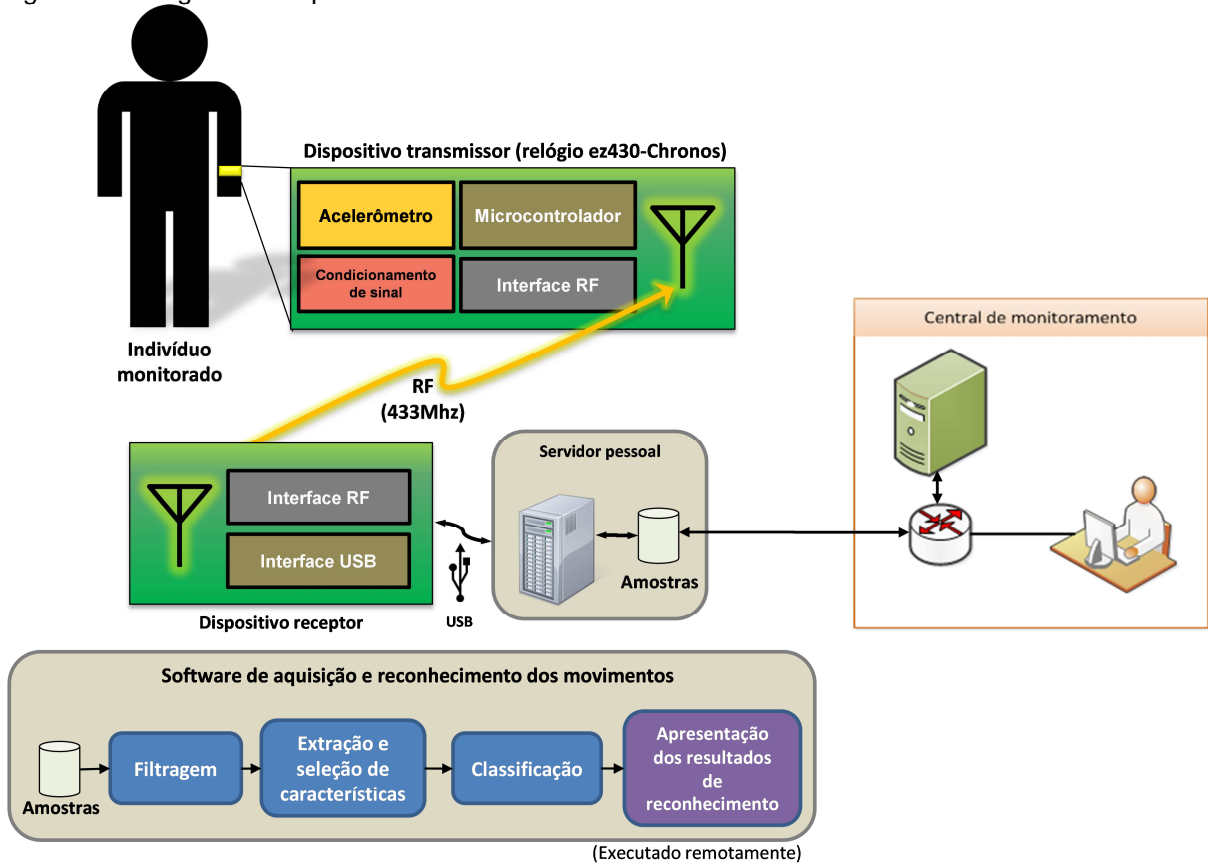 Dispositivo transmissor (relógio ez430-Chronos)
Acelerômetro
Microcontrolador
Condicionamento
de sinal
Interface RF
Indivíduo
monitorado
RF
(433Mhz)
Central de monitoramento
Interface RF
Interface USB
Dispositivo receptor
USB
Servidor pessoal
Amostras
Software de aquisição e reconhecimento dos movimentos
Amostras
Filtragem
Extração e
seleção de
características
Classificação
Apresentação
dos resultados
de
reconhecimento
(Executado remotamente)